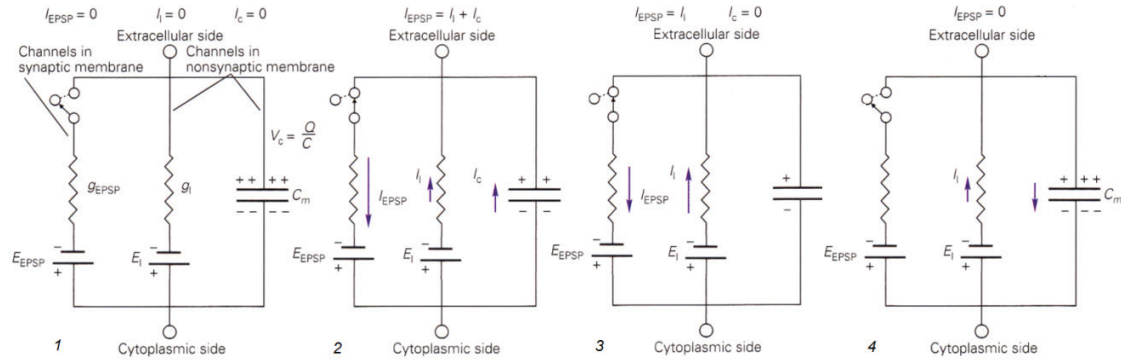 I_EPSP = 0   I_l = 0   I_c = 0
Extracellular side
Channels in
synaptic membrane
Channels in
nonsynaptic membrane
V_c = Q/C
+ + + +
g_EPSP
g_l
C_m
− − − −
− −
E_EPSP
E_l
+ +
1
Cytoplasmic side
I_EPSP = I_l + I_c
Extracellular side
I_l
I_c
+ +
I_EPSP
− −
− −
E_EPSP
E_l
+ +
2
Cytoplasmic side
I_EPSP = I_l   I_c = 0
Extracellular side
I_l
+
I_EPSP
−
− −
E_EPSP
E_l
+ +
3
Cytoplasmic side
I_EPSP = 0
Extracellular side
I_l
+ + +
C_m
− − −
− −
E_EPSP
E_l
+ +
4
Cytoplasmic side